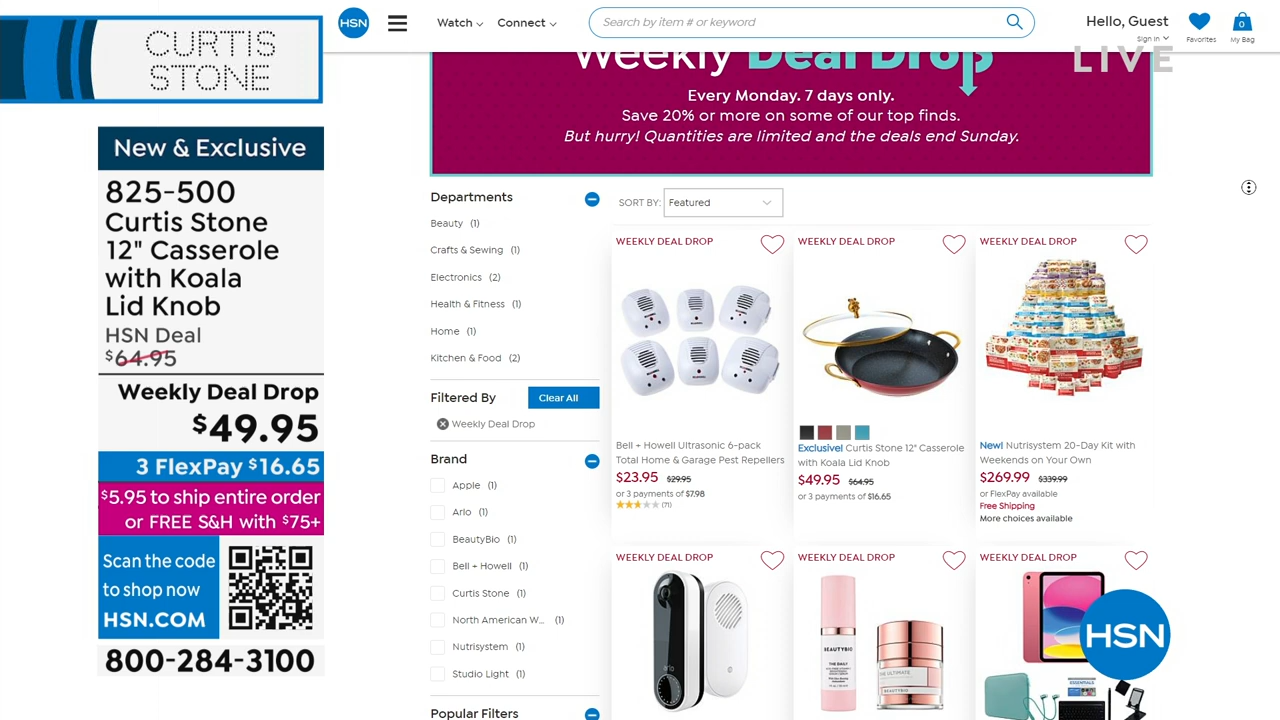 CURTIS
STONE
New & Exclusive
825-500
Curtis Stone
12" Casserole
with Koala
Lid Knob
HSN Deal
$64.95
Weekly Deal Drop
$49.95
3 FlexPay $16.65
$5.95 to ship entire order
or FREE S&H with $75+
Scan the code
to shop now
HSN.COM
800-284-3100
HSN
Watch
Connect
Search by item # or keyword
Hello, Guest
Sign In
Favorites
0
My Bag
LIVE
Weekly Deal Drop
Every Monday. 7 days only.
Save 20% or more on some of our top finds.
But hurry! Quantities are limited and the deals end Sunday.
Departments
Beauty (1)
Crafts & Sewing (1)
Electronics (2)
Health & Fitness (1)
Home (1)
Kitchen & Food (2)
Filtered By
Clear All
Weekly Deal Drop
Brand
Apple (1)
Arlo (1)
BeautyBio (1)
Bell + Howell (1)
Curtis Stone (1)
North American W... (1)
Nutrisystem (1)
Studio Light (1)
Popular Filters
SORT BY: Featured
WEEKLY DEAL DROP
Bell + Howell Ultrasonic 6-pack
Total Home & Garage Pest Repellers
$23.95 $29.95
or 3 payments of $7.98
(71)
WEEKLY DEAL DROP
Exclusive! Curtis Stone 12" Casserole
with Koala Lid Knob
$49.95 $64.95
or 3 payments of $16.65
WEEKLY DEAL DROP
New! Nutrisystem 20-Day Kit with
Weekends on Your Own
$269.99 $339.99
or FlexPay available
Free Shipping
More choices available
WEEKLY DEAL DROP
arlo
WEEKLY DEAL DROP
BEAUTYBIO
THE DAILY
THE ULTIMATE
BEAUTYBIO
WEEKLY DEAL DROP
ESSENTIALS
HSN